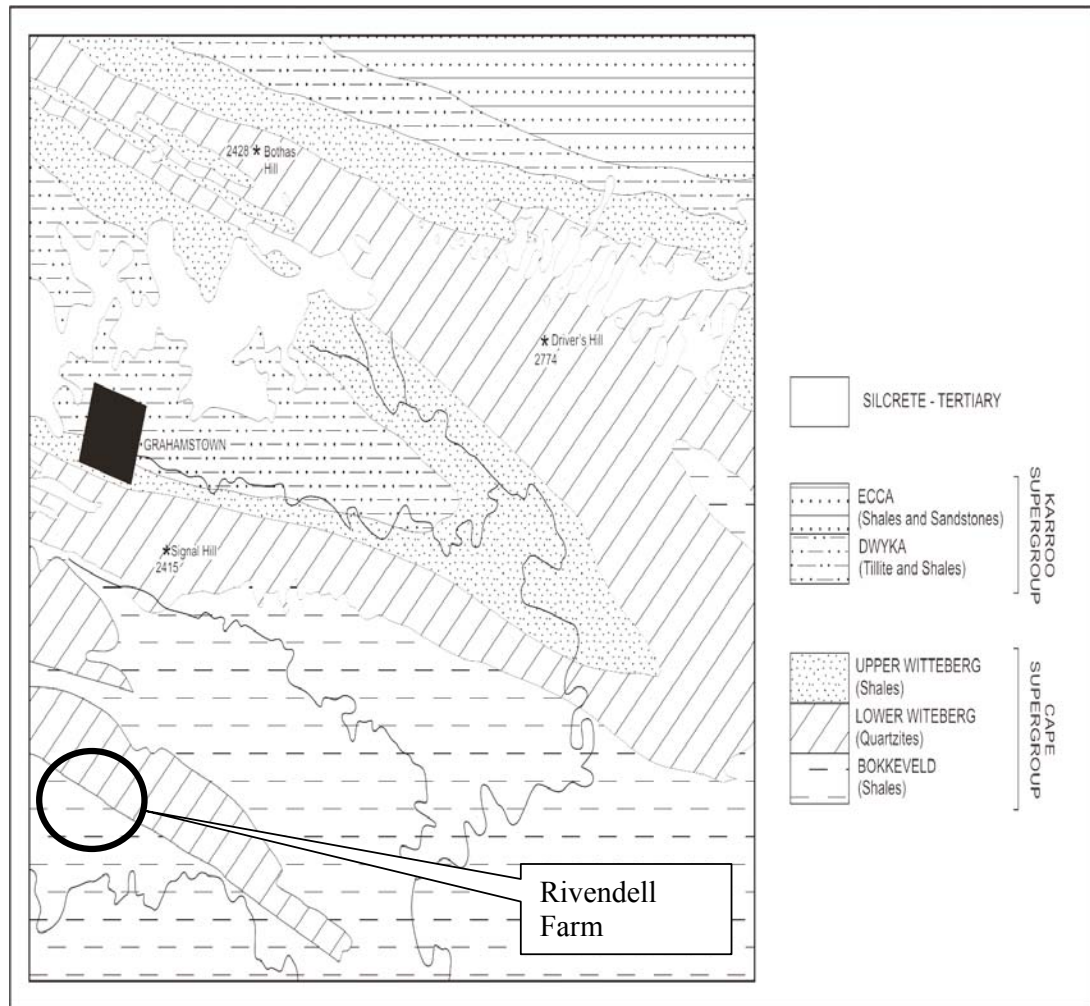 2428 * Bothas
Hill
* Driver's Hill
2774
GRAHAMSTOWN
* Signal Hill
2415
Rivendell
Farm
SILCRETE - TERTIARY
ECCA
(Shales and Sandstones)
DWYKA
(Tillite and Shales)
KARROO
SUPERGROUP
UPPER WITTEBERG
(Shales)
LOWER WITEBERG
(Quartzites)
BOKKEVELD
(Shales)
CAPE
SUPERGROUP